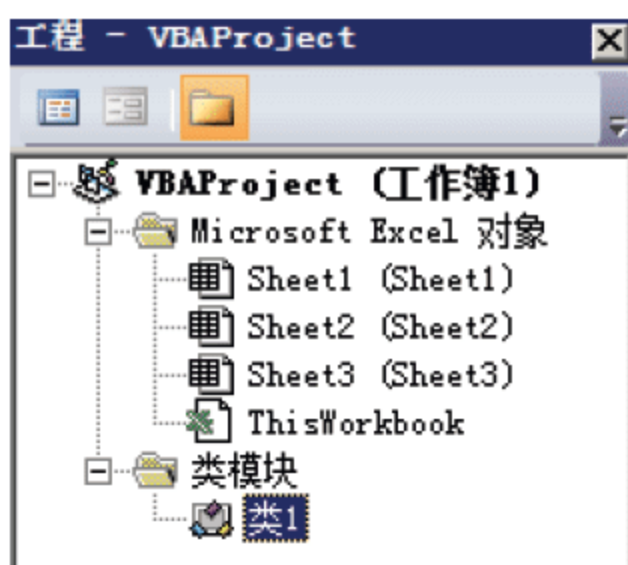 工程 - VBAProject
VBAProject (工作簿1)
Microsoft Excel 对象
Sheet1 (Sheet1)
Sheet2 (Sheet2)
Sheet3 (Sheet3)
ThisWorkbook
类模块
类1